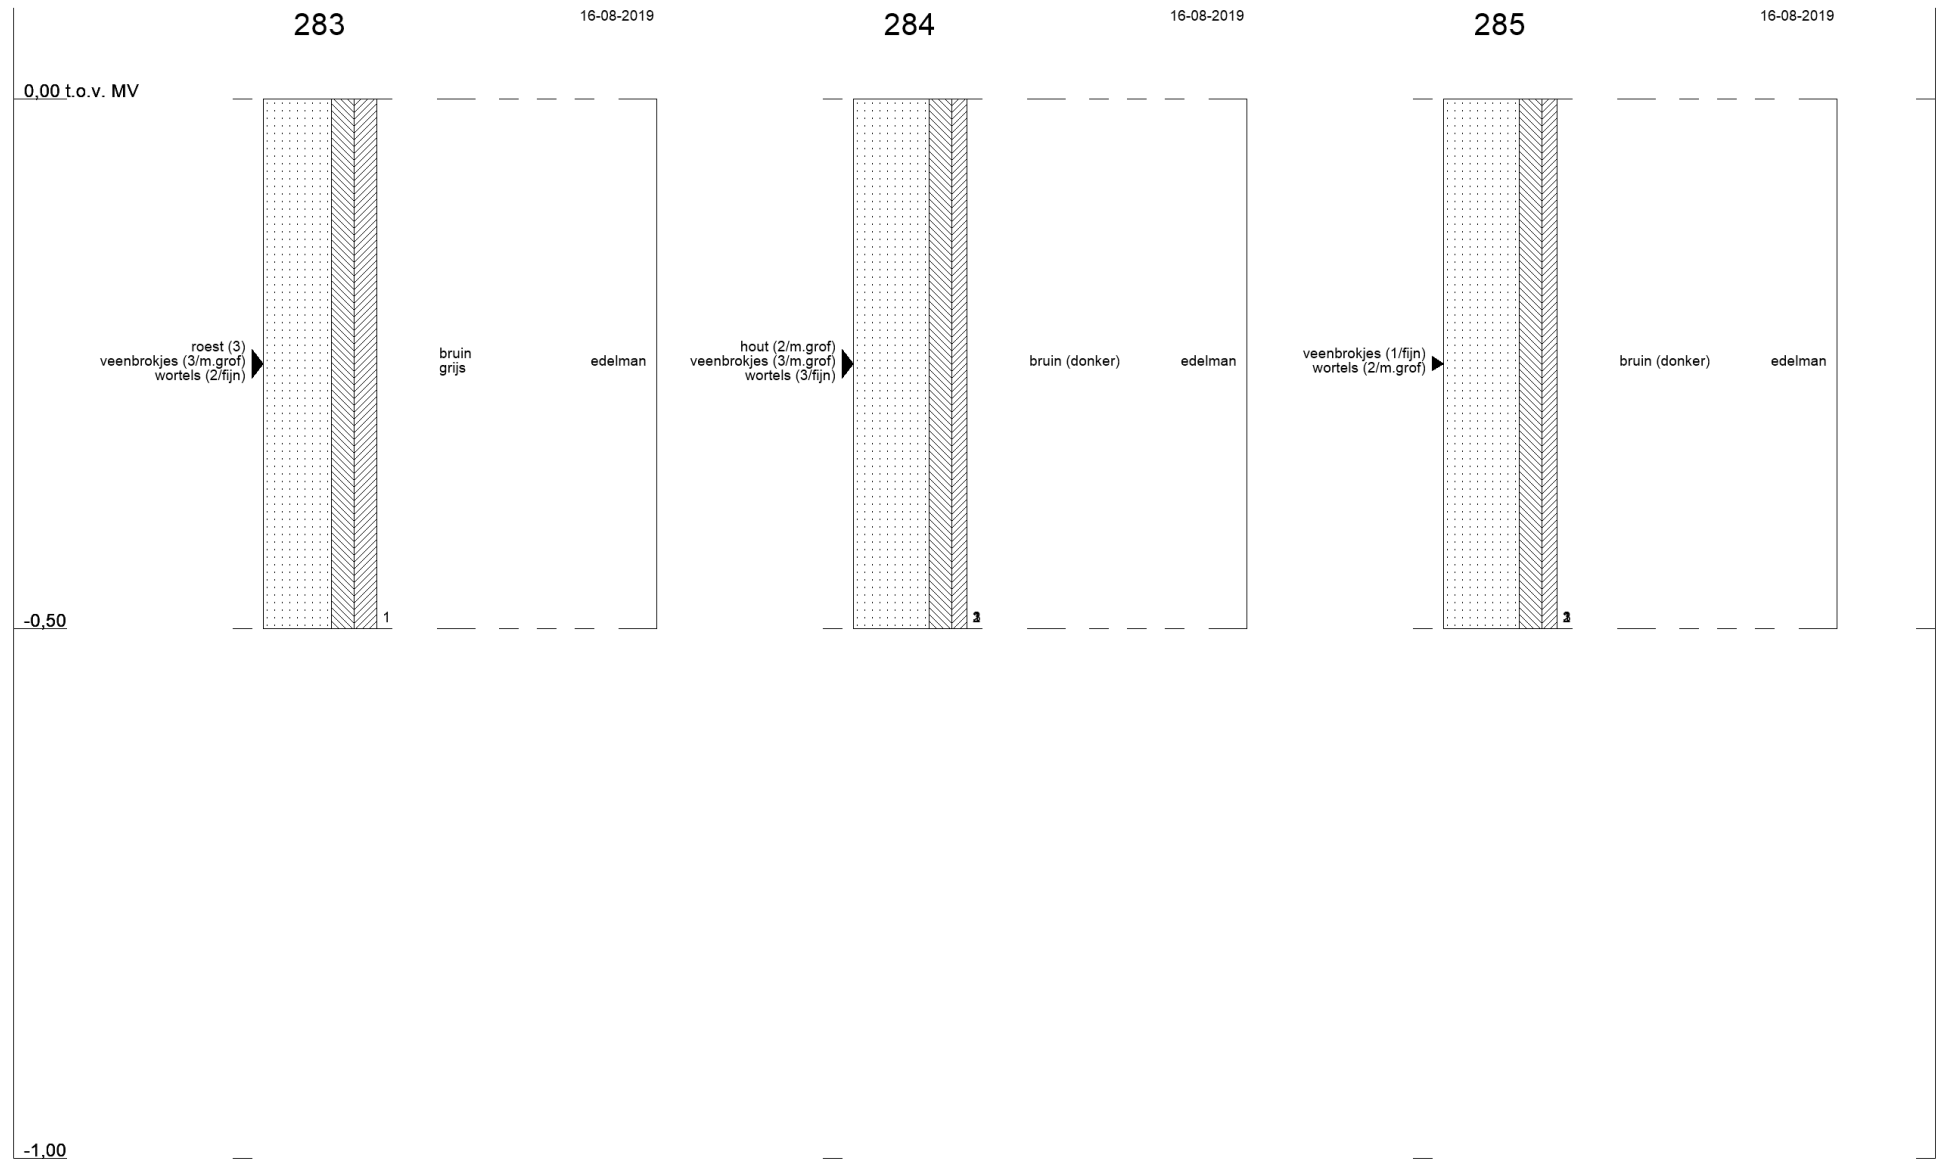 283
16-08-2019
284
16-08-2019
285
16-08-2019
0,00 t.o.v. MV
roest (3)
veenbrokjes (3/m.grof)
wortels (2/fijn)
bruin
grijs
edelman
hout (2/m.grof)
veenbrokjes (3/m.grof)
wortels (3/fijn)
bruin (donker)
edelman
veenbrokjes (1/fijn)
wortels (2/m.grof)
bruin (donker)
edelman
1
-0,50
-1,00